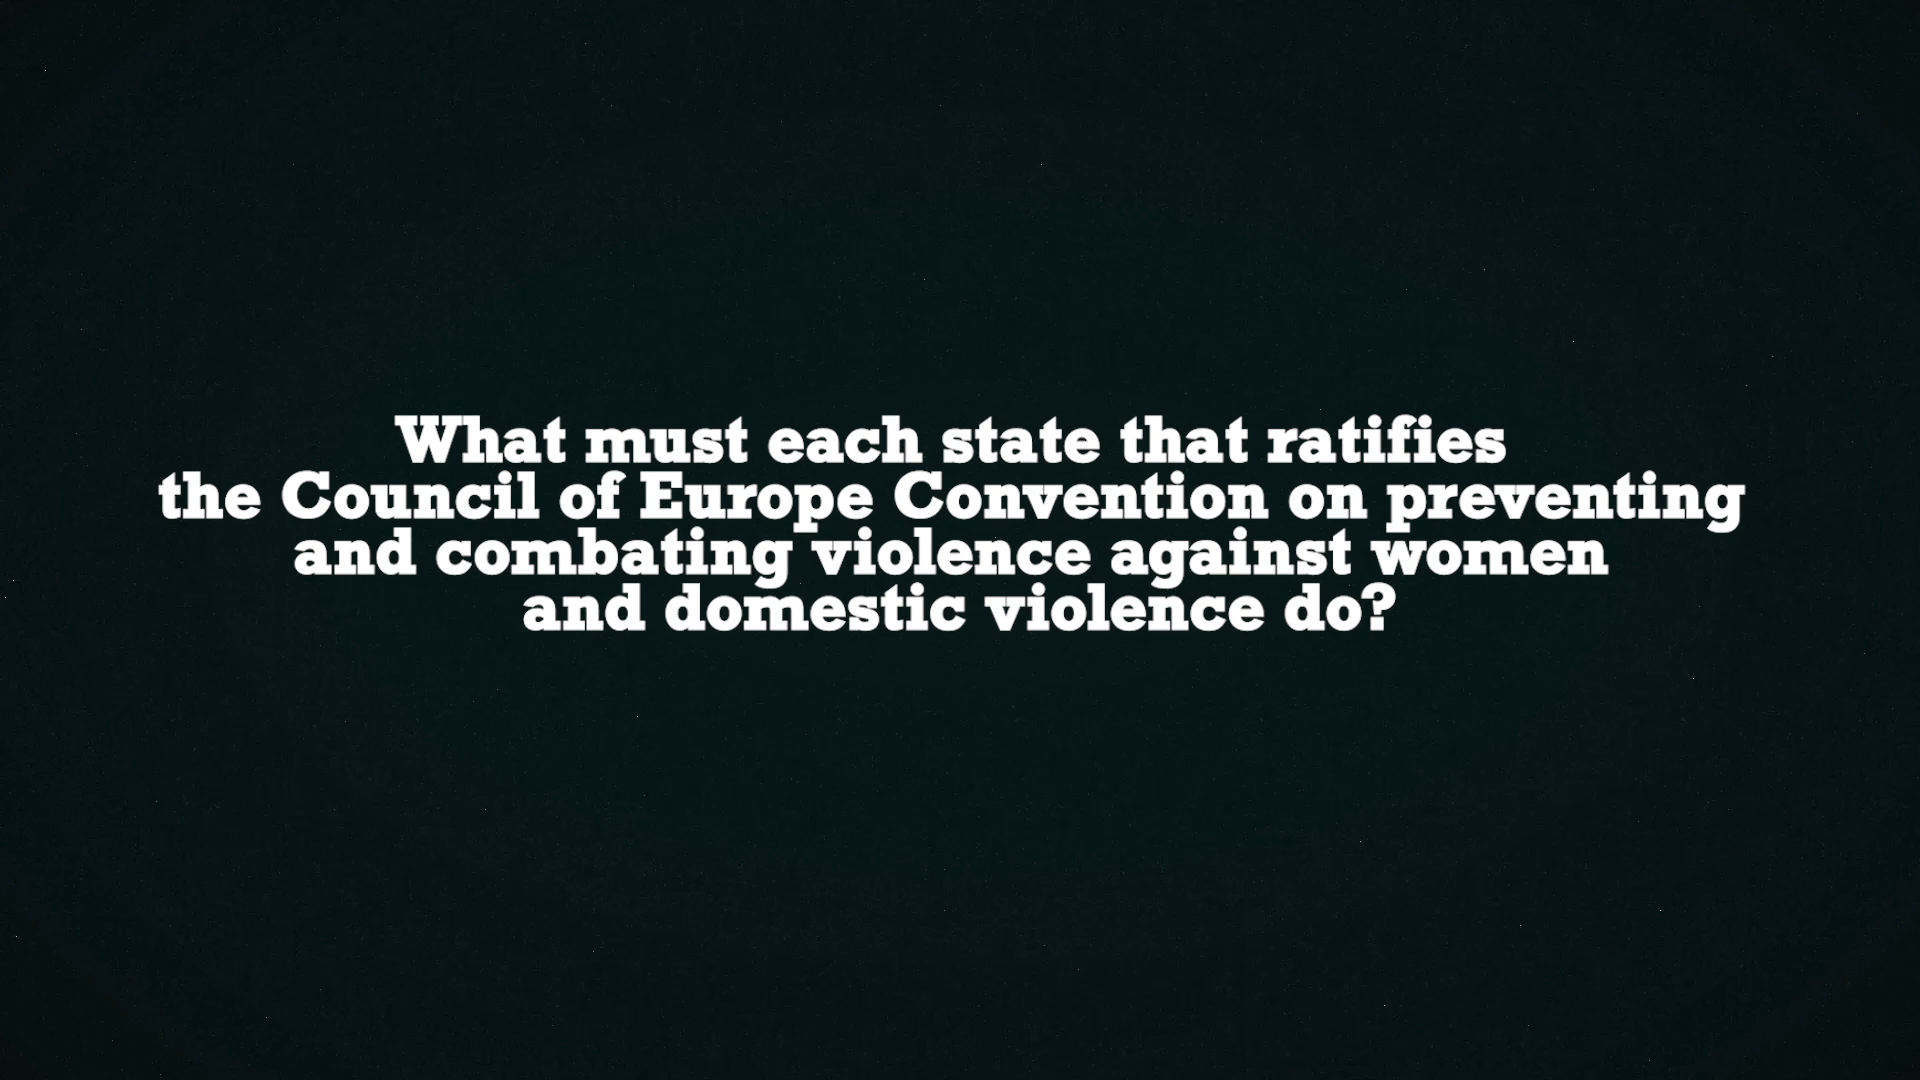 What must each state that ratifies
the Council of Europe Convention on preventing
and combating violence against women
and domestic violence do?